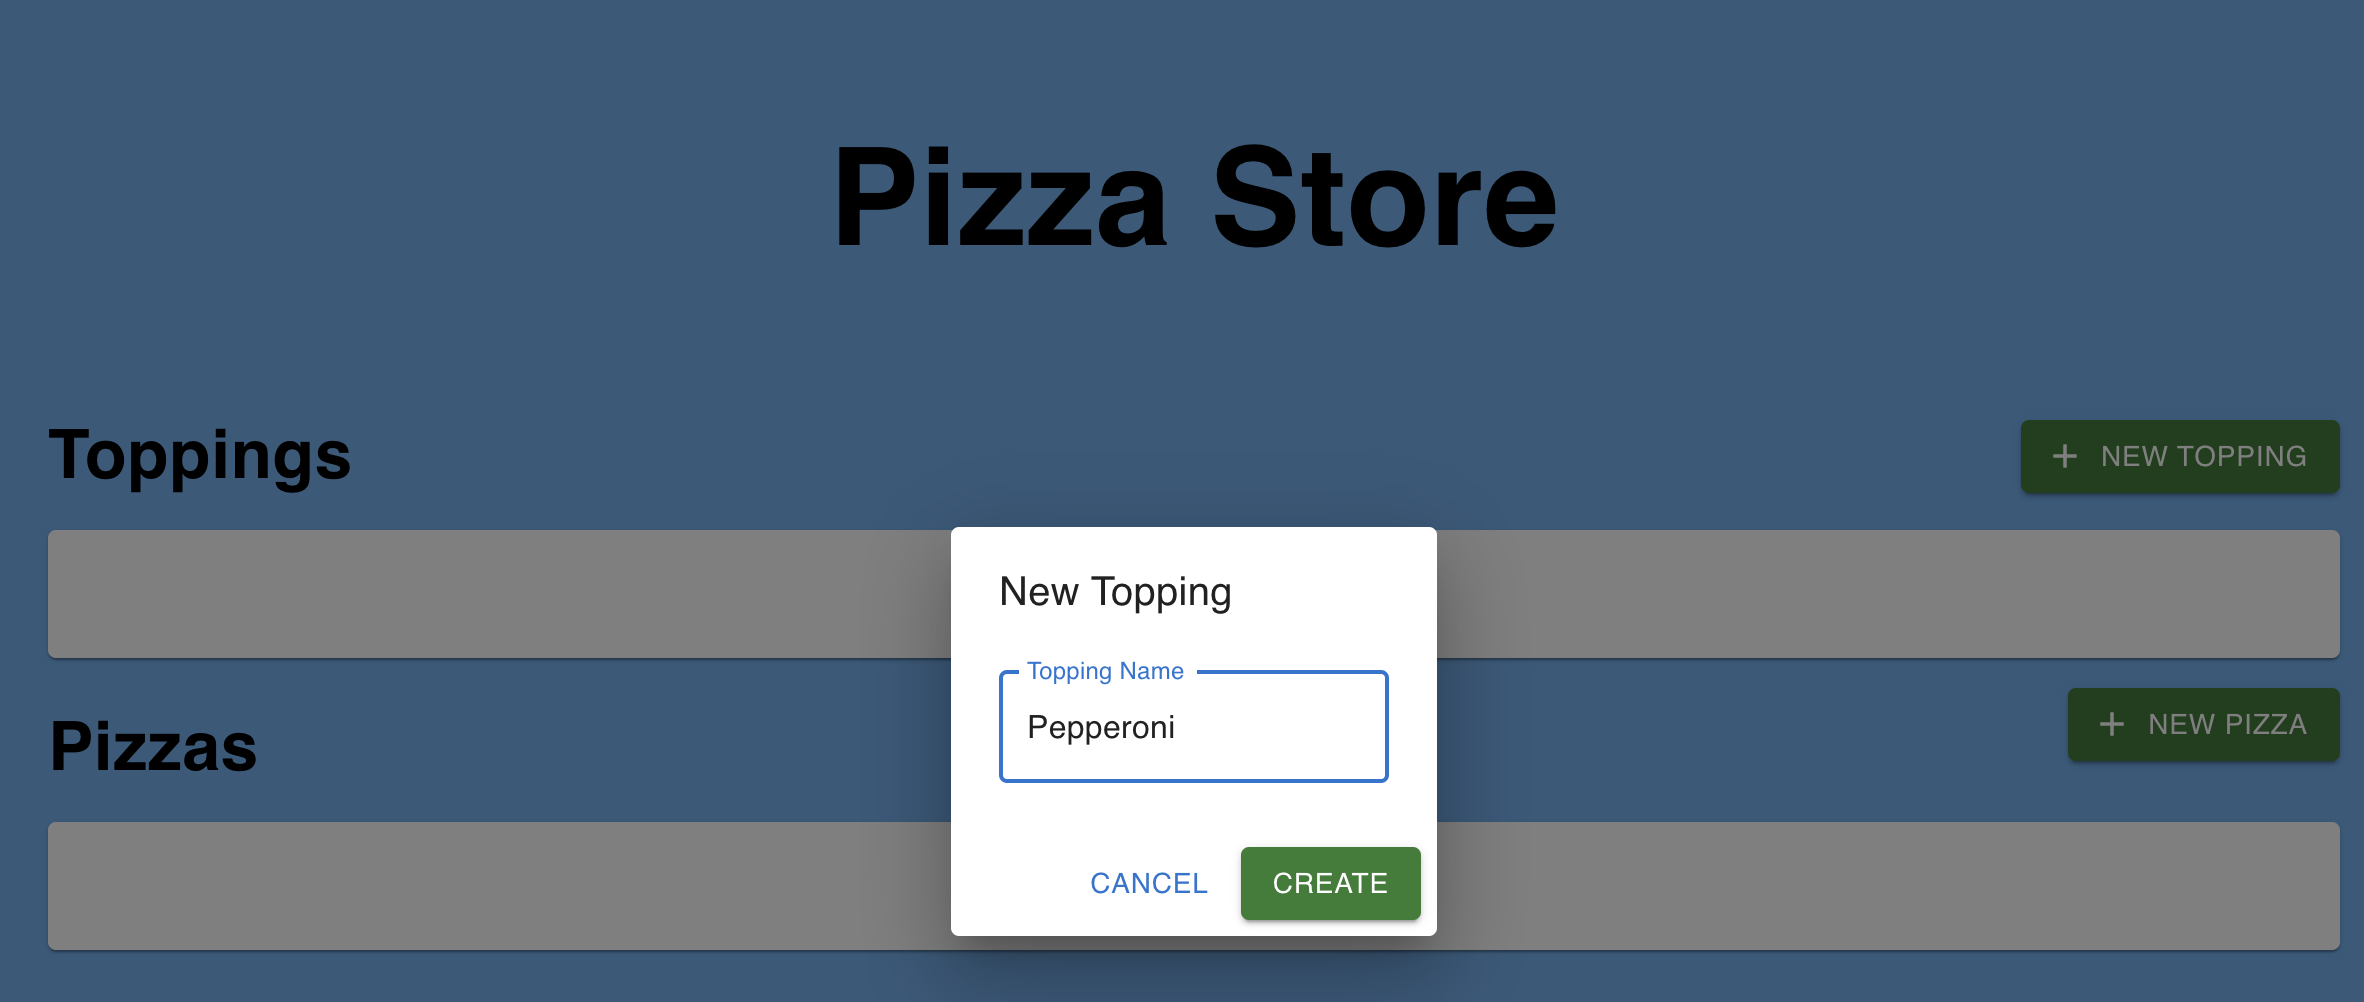 Pizza Store
Toppings
+ NEW TOPPING
New Topping
Topping Name
Pepperoni
Pizzas
+ NEW PIZZA
CANCEL
CREATE